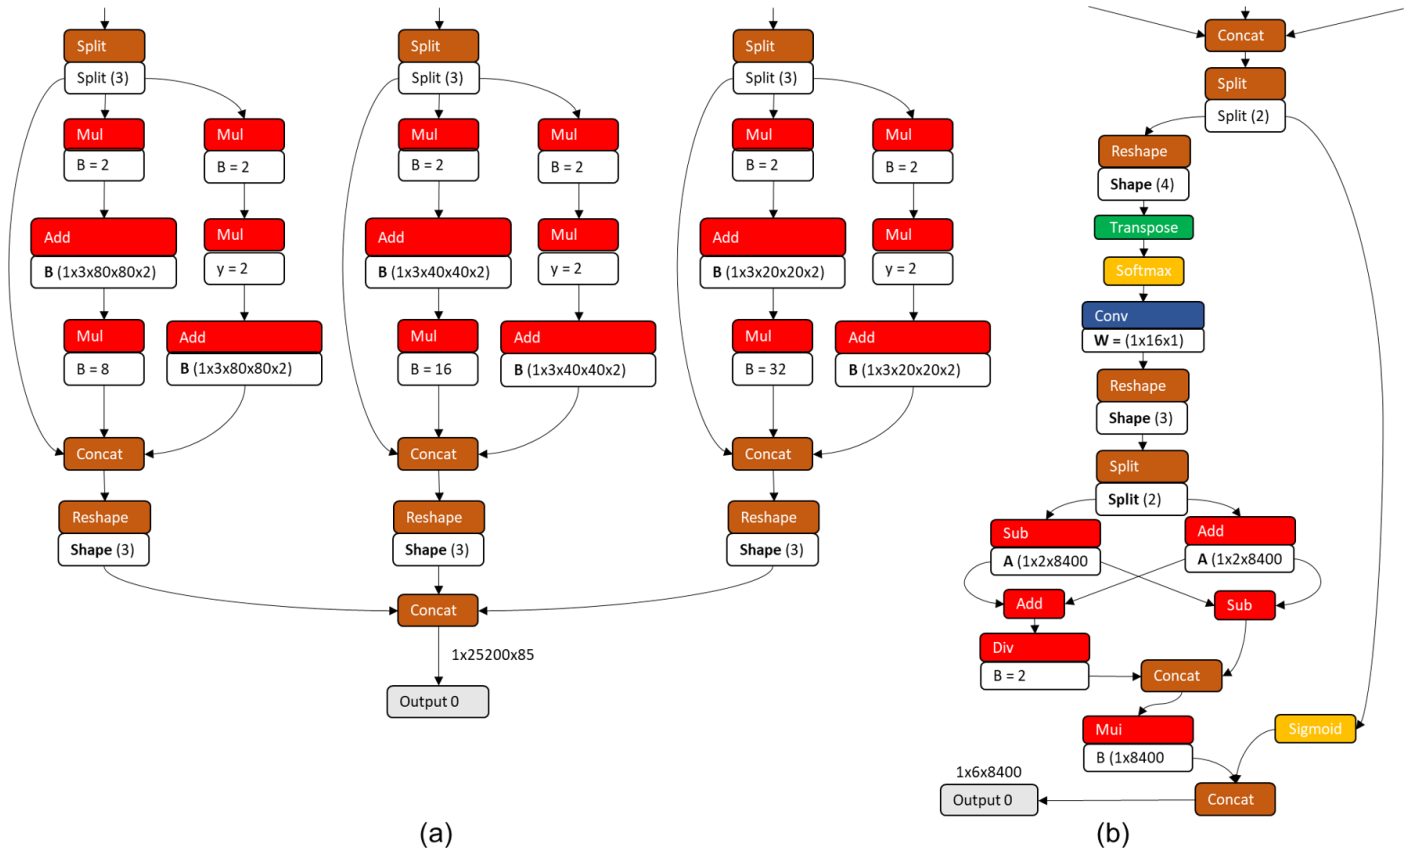 Split
Split (3)
Mul
B = 2
Mul
B = 2
Add
B (1x3x80x80x2)
Mul
y = 2
Mul
B = 8
Add
B (1x3x80x80x2)
Concat
Reshape
Shape (3)
Split
Split (3)
Mul
B = 2
Mul
B = 2
Add
B (1x3x40x40x2)
Mul
y = 2
Mul
B = 16
Add
B (1x3x40x40x2)
Concat
Reshape
Shape (3)
Split
Split (3)
Mul
B = 2
Mul
B = 2
Add
B (1x3x20x20x2)
Mul
y = 2
Mul
B = 32
Add
B (1x3x20x20x2)
Concat
Reshape
Shape (3)
Concat
1x25200x85
Output 0
(a)
Concat
Split
Split (2)
Reshape
Shape (4)
Transpose
Softmax
Conv
W = (1x16x1)
Reshape
Shape (3)
Split
Split (2)
Sub
A (1x2x8400
Add
A (1x2x8400
Add
Sub
Div
B = 2
Concat
Mui
B (1x8400
Sigmoid
Concat
1x6x8400
Output 0
(b)